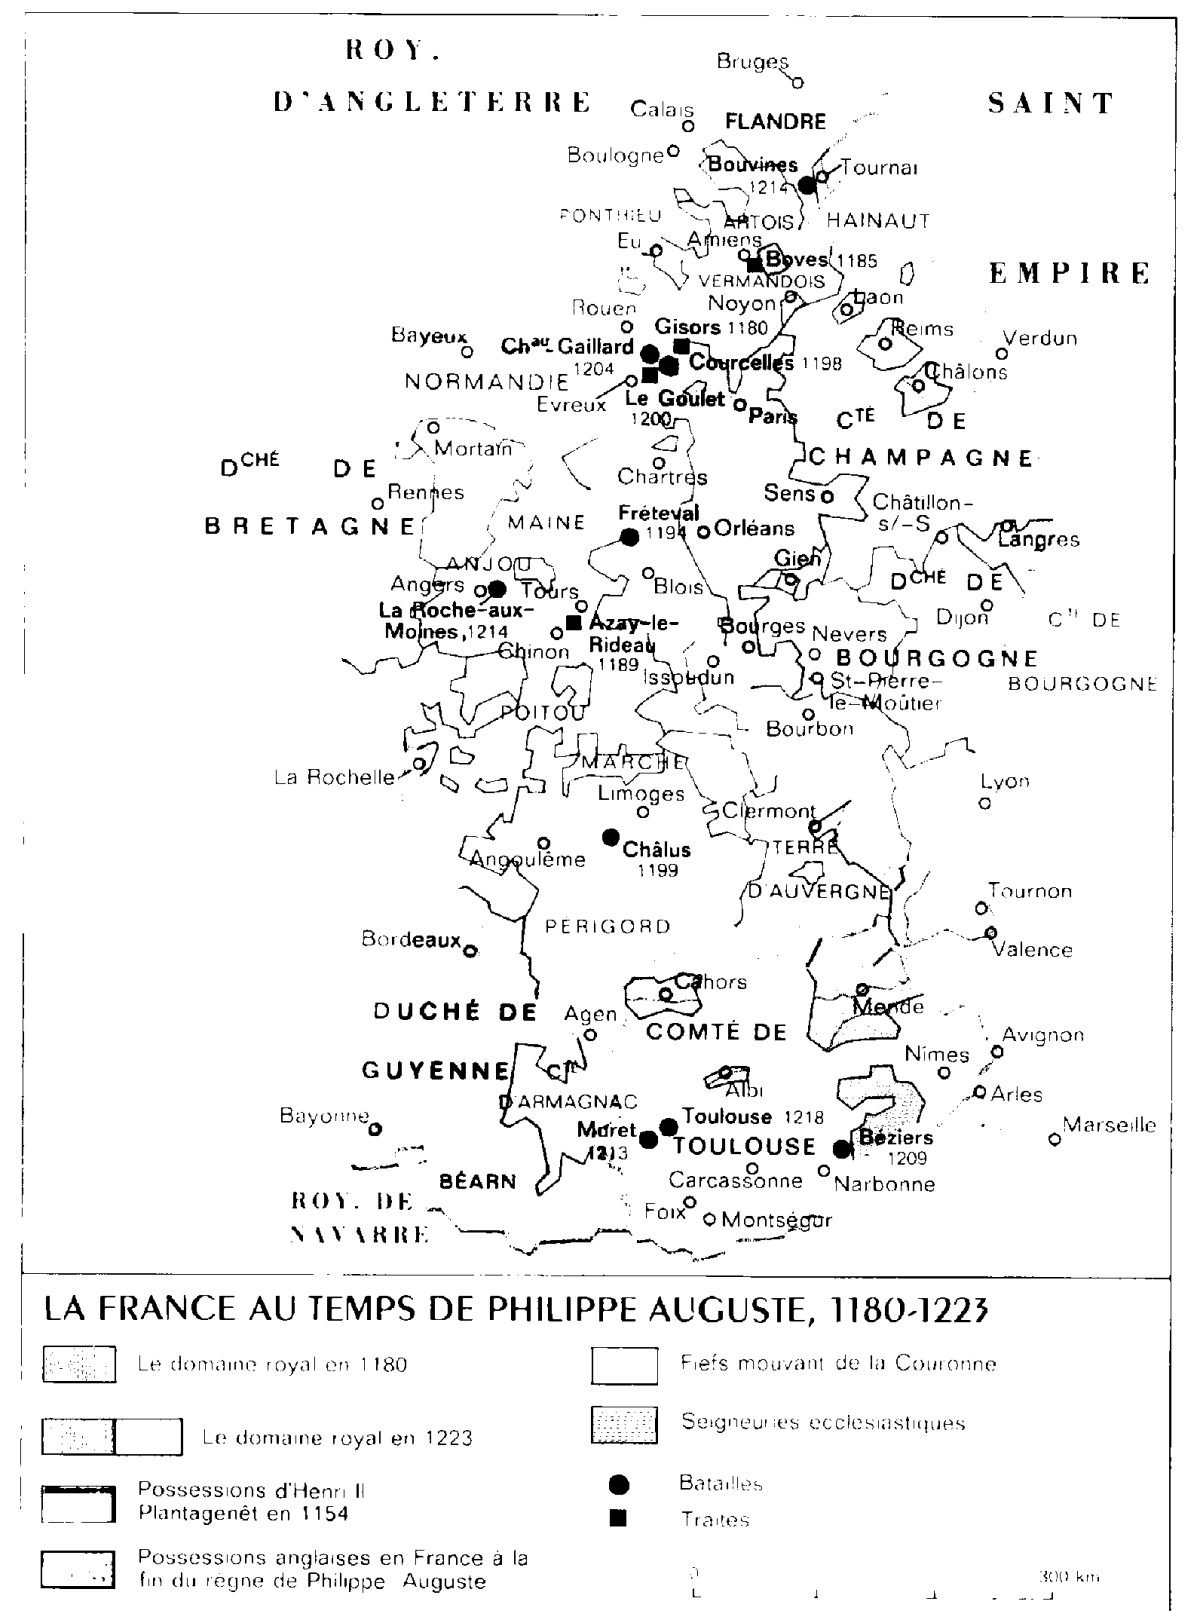 ROY.
D'ANGLETERRE
SAINT
EMPIRE
Bruges
Calais
FLANDRE
Boulogne
Bouvines
1214
Tournai
PONTHIEU
ARTOIS
HAINAUT
Eu
Amiens
Boves 1185
VERMANDOIS
Noyon
Laon
Rouen
Gisors 1180
Reims
Verdun
Bayeux
Chau-Gaillard
1204
Courcelles 1198
Châlons
NORMANDIE
Evreux
Le Goulet
1200
Paris
CTÉ DE
CHAMPAGNE
Mortain
DCHÉ DE
BRETAGNE
Rennes
Chartres
Sens
Châtillon-
s/-S
MAINE
Fréteval
1194
Orléans
Langres
Gien
ANJOU
Angers
Tours
Blois
DCHÉ DE
Dijon
La Roche-aux-
Moines, 1214
Azay-le-
Rideau
1189
Chinon
Bourges
Nevers
BOURGOGNE
Issoudun
St-Pierre-
le-Moûtier
CTÉ DE
BOURGOGNE
POITOU
Bourbon
La Rochelle
MARCHE
Limoges
Clermont
Lyon
Angoulême
Châlus
1199
TERRE
D'AUVERGNE
Tournon
PÉRIGORD
Bordeaux
Valence
Cahors
Mende
DUCHÉ DE
GUYENNE
Agen
COMTÉ DE
TOULOUSE
Avignon
Nîmes
CTÉ
D'ARMAGNAC
Albi
Arles
Bayonne
Toulouse 1218
Muret
1213
Béziers
1209
Marseille
BÉARN
Carcassonne
Narbonne
ROY. DE
NAVARRE
Foix
Montségur
LA FRANCE AU TEMPS DE PHILIPPE AUGUSTE, 1180-1223
Le domaine royal en 1180
Le domaine royal en 1223
Possessions d'Henri II
Plantagenêt en 1154
Possessions anglaises en France à la
fin du règne de Philippe Auguste
Fiefs mouvant de la Couronne
Seigneuries ecclésiastiques
Batailles
Traités
0
300 km